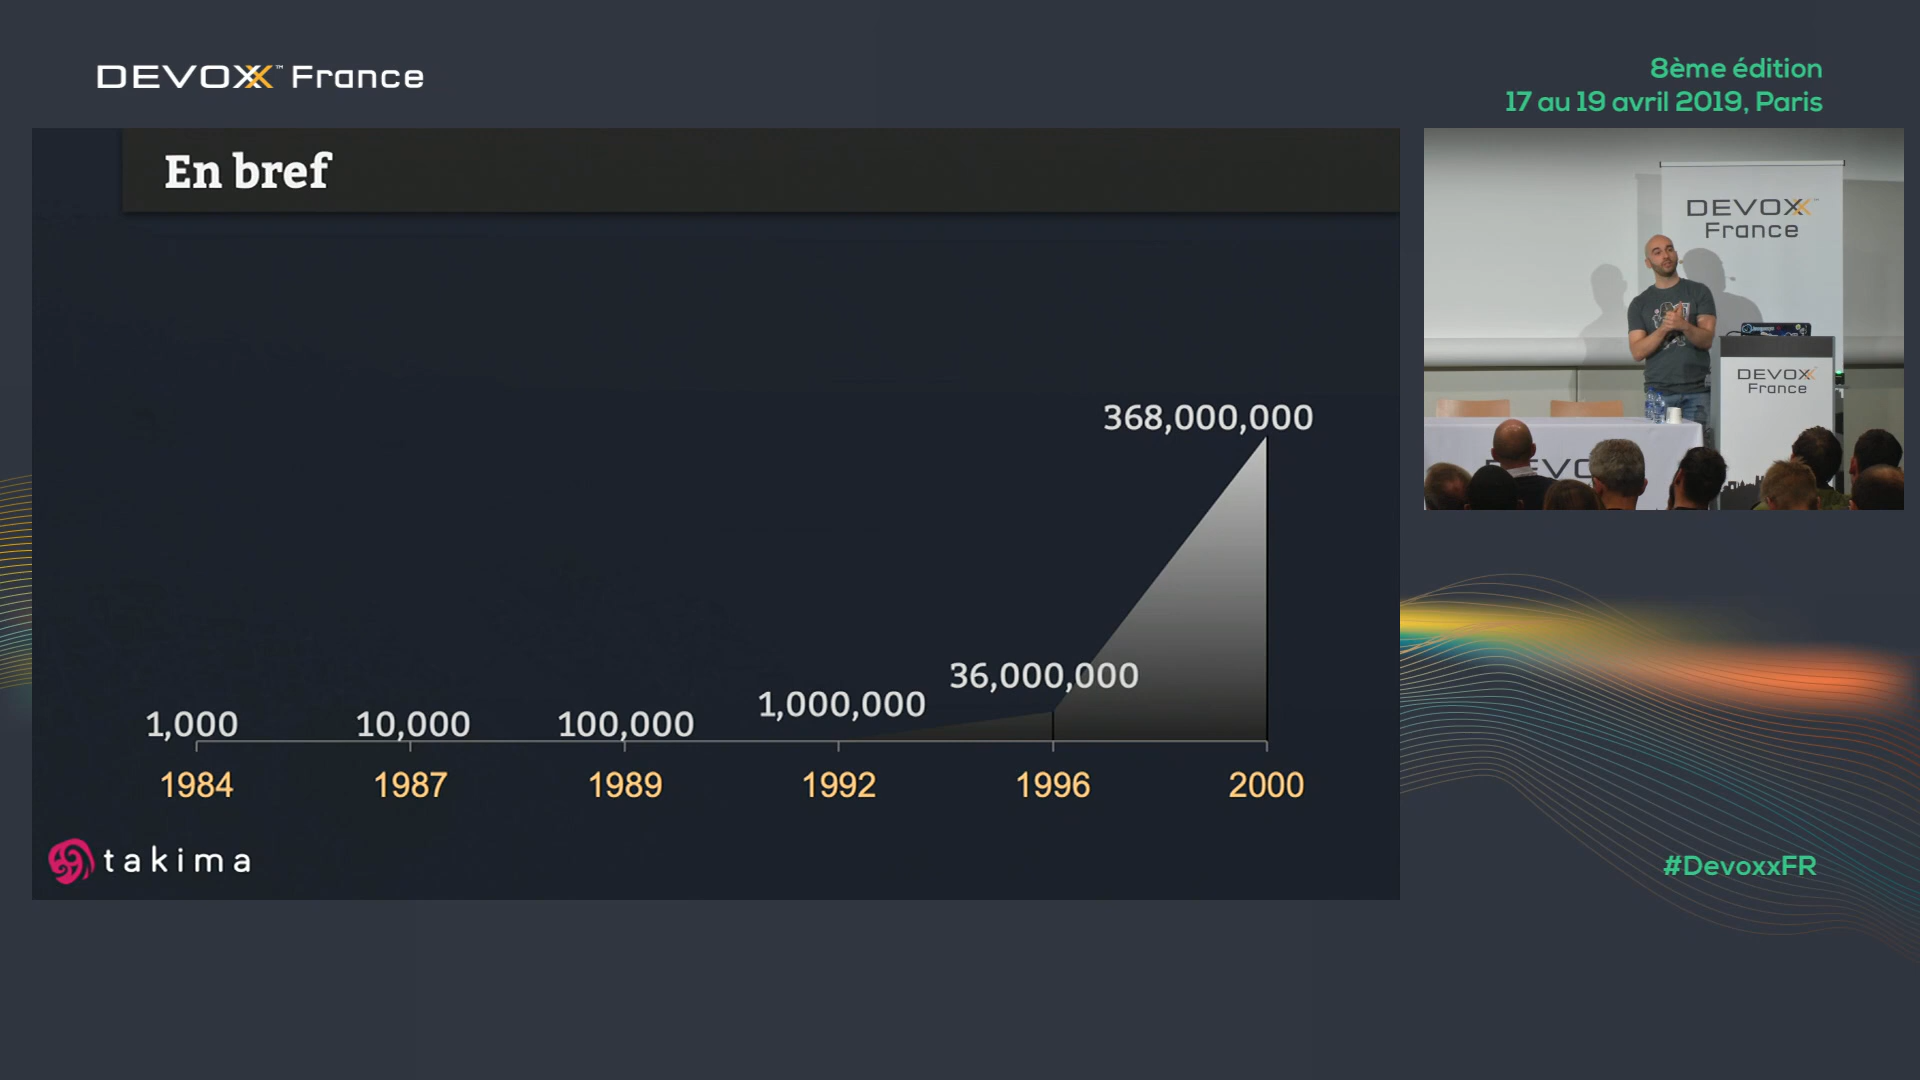 DEVOXX™ France
8ème édition
17 au 19 avril 2019, Paris
En bref
368,000,000
36,000,000
1,000,000
1,000 10,000 100,000
1984 1987 1989 1992 1996 2000
takima
DEVOXX
France
DEVOXX
France
DEVO
#DevoxxFR